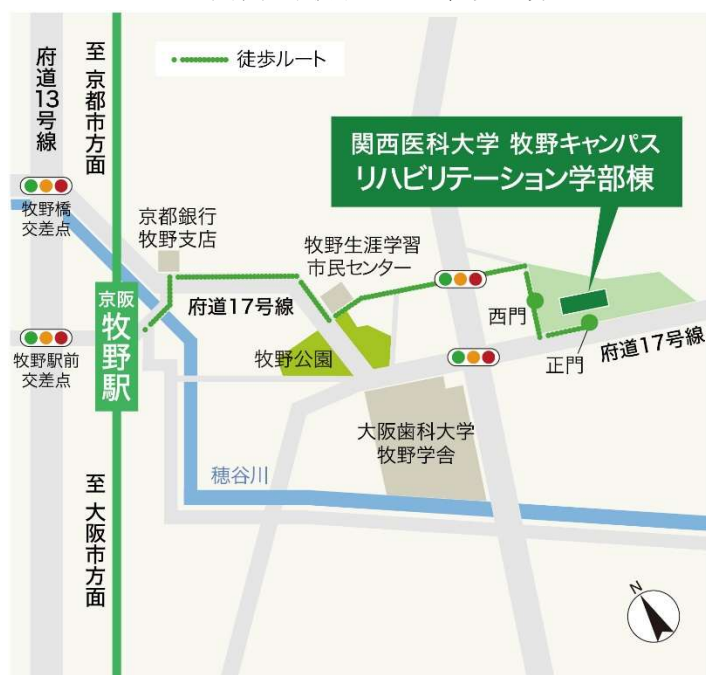 府道13号線
至 京都市方面
徒歩ルート
関西医科大学 牧野キャンパス
リハビリテーション学部棟
牧野橋
交差点
京都銀行
牧野支店
牧野生涯学習
市民センター
京阪
牧野駅
府道17号線
西門
牧野駅前
交差点
牧野公園
正門
府道17号線
大阪歯科大学
牧野学舎
穂谷川
至 大阪市方面
N